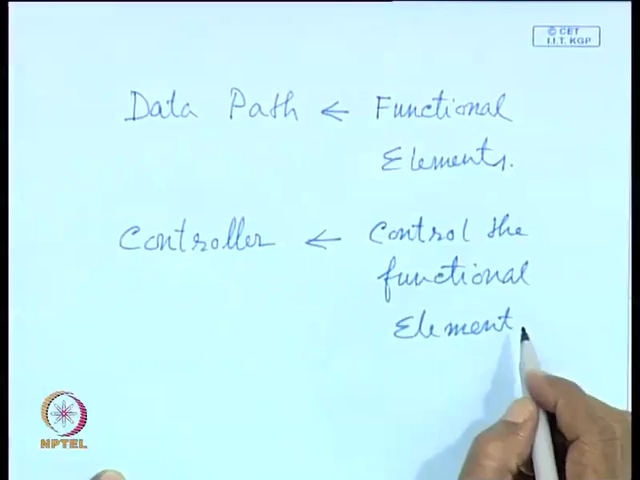 © CET
I.I.T. KGP
Data Path ← Functional
Elements.
Controller ← Control the
functional
Element
NPTEL